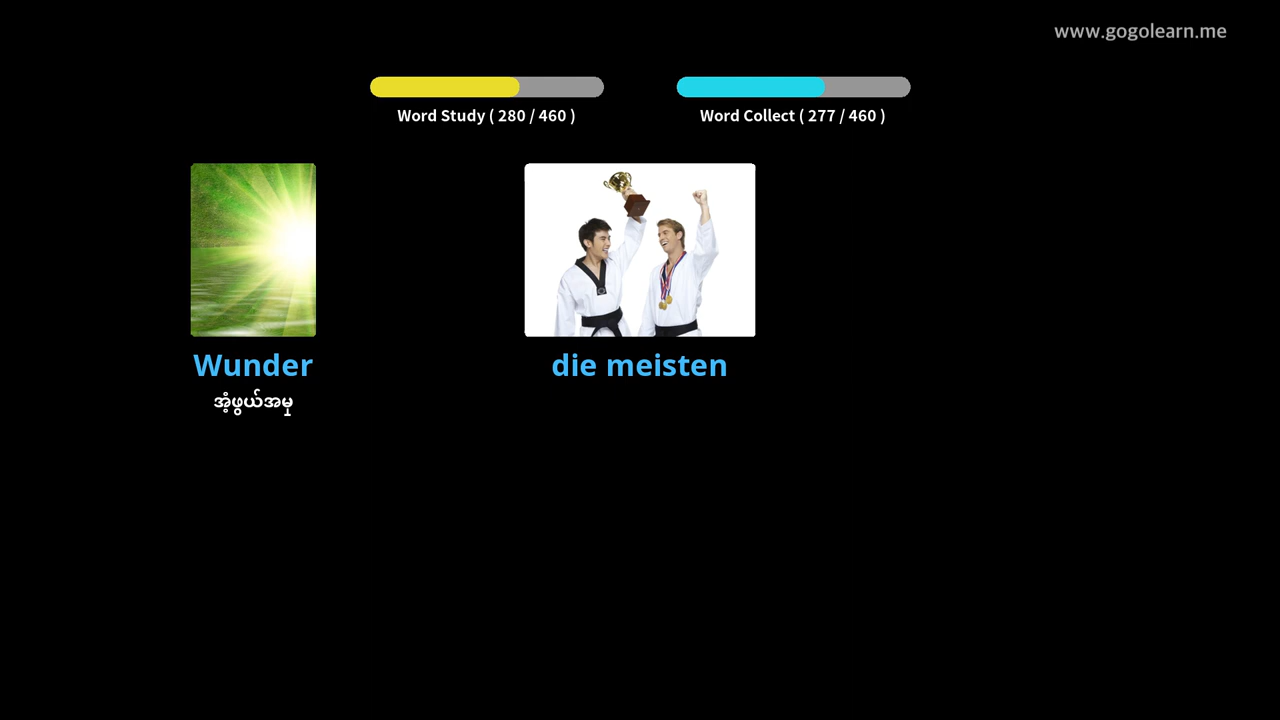 www.gogolearn.me
Word Study ( 280 / 460 )
Word Collect ( 277 / 460 )
Wunder
အံ့ဖွယ်အမှု
die meisten